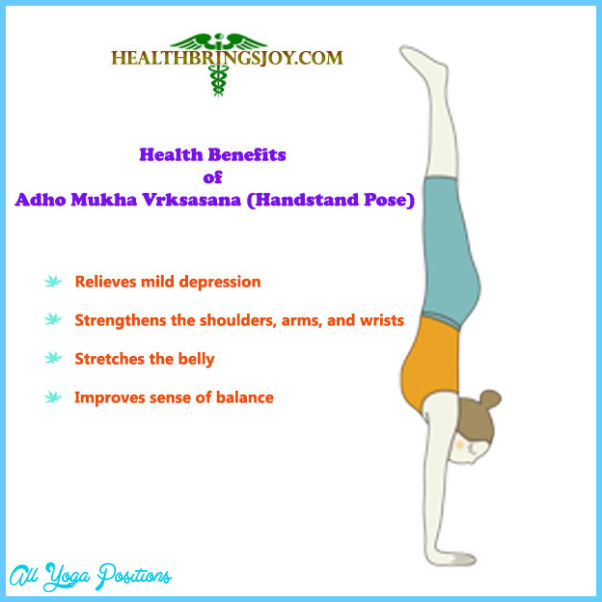 HEALTHBRINGSJOY.COM
Health Benefits
of
Adho Mukha Vrksasana (Handstand Pose)
Relieves mild depression
Strengthens the shoulders, arms, and wrists
Stretches the belly
Improves sense of balance
All Yoga Positions